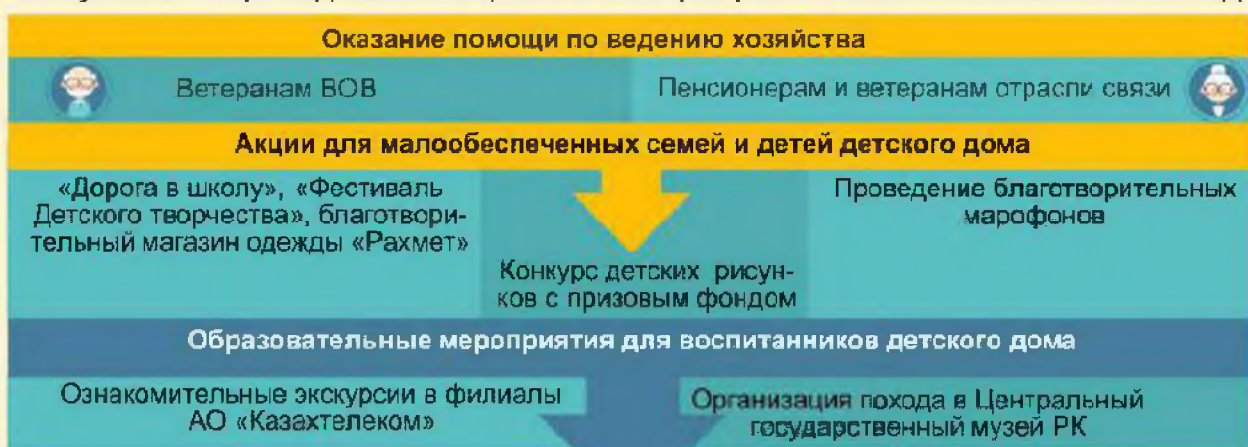 Оказание помощи по ведению хозяйства
Ветеранам ВОВ
Пенсионерам и ветеранам отрасли связи
Акции для малообеспеченных семей и детей детского дома
«Дорога в школу», «Фестиваль
Детского творчества», благотвори-
тельный магазин одежды «Рахмет»
Конкурс детских рисун-
ков с призовым фондом
Проведение благотворительных
марофонов
Образовательные мероприятия для воспитанников детского дома
Ознакомительные экскурсии в филиалы
АО «Казахтелеком»
Организация похода в Центральный
государственный музей РК